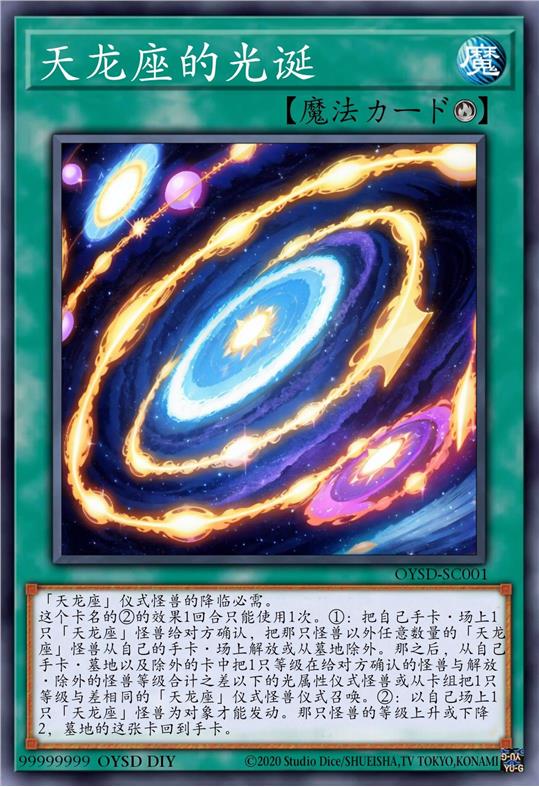 天龙座的光诞
魔
【魔法カード】
OYSD-SC001
「天龙座」仪式怪兽的降临必需。
这个卡名的②的效果1回合只能使用1次。①：把自己手卡·场上1
只「天龙座」怪兽给对方确认，把那只怪兽以外任意数量的「天龙
座」怪兽从自己的手卡·场上解放或从墓地除外。那之后，从自己
手卡·墓地以及除外的卡中把1只等级在给对方确认的怪兽与解放
·除外的怪兽等级合计之差以下的光属性仪式怪兽或从卡组把1只
等级与差相同的「天龙座」仪式怪兽仪式召唤。②：以自己场上1
只「天龙座」怪兽为对象才能发动。那只怪兽的等级上升或下降
2，墓地的这张卡回到手卡。
99999999 OYSD DIY
©2020 Studio Dice/SHUEISHA,TV TOKYO,KONAMI